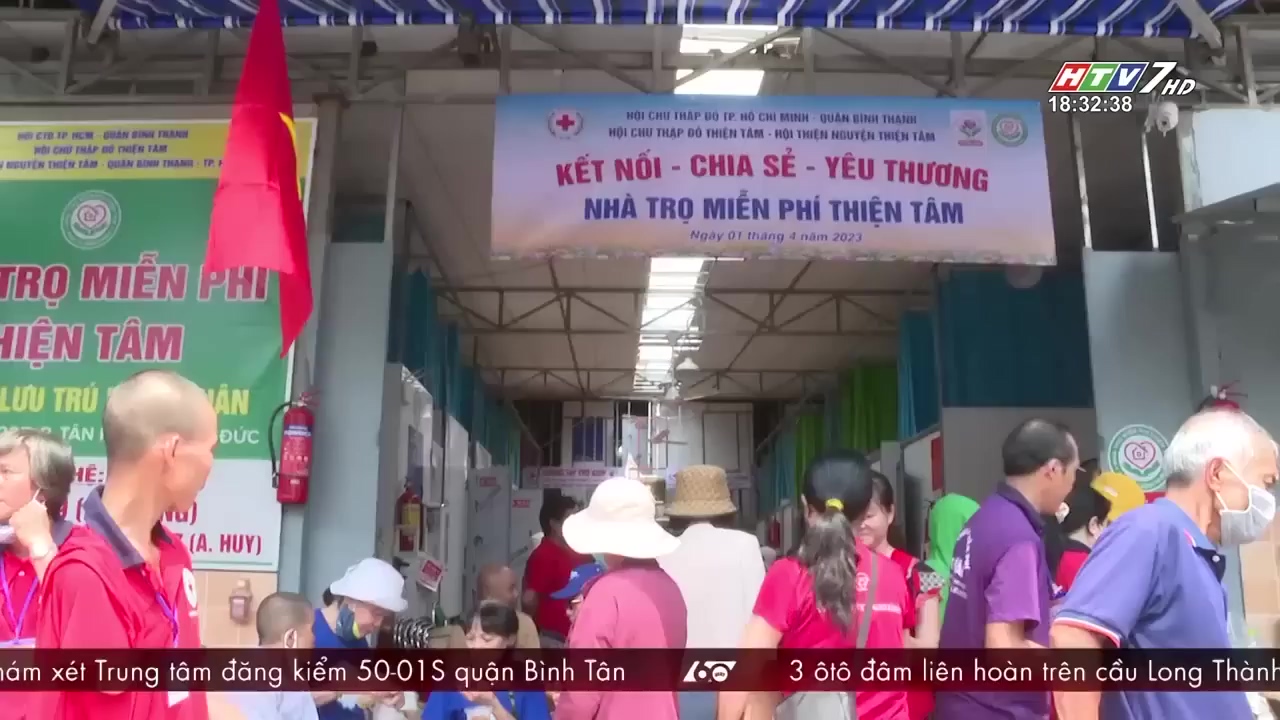 HTV7 HD
18:32:38
HỘI CHỮ THẬP ĐỎ TP. HỒ CHÍ MINH - QUẬN BÌNH THẠNH
HỘI CHỮ THẬP ĐỎ THIỆN TÂM - HỘI THIỆN NGUYỆN THIỆN TÂM
KẾT NỐI - CHIA SẺ - YÊU THƯƠNG
NHÀ TRỌ MIỄN PHÍ THIỆN TÂM
Ngày 01 tháng 4 năm 2023
HỘI CTĐ TP. HCM - QUẬN BÌNH THẠNH
HỘI CHỮ THẬP ĐỎ THIỆN TÂM
NGUYỆN THIỆN TÂM - QUẬN BÌNH THẠNH - TP.
TRỌ MIỄN PHÍ
THIỆN TÂM
LƯU TRÚ
TÂN
ĐỨC
HỆ:
(A. HUY)
hám xét Trung tâm đăng kiểm 50-01S quận Bình Tân
60
3 ôtô đâm liên hoàn trên cầu Long Thành